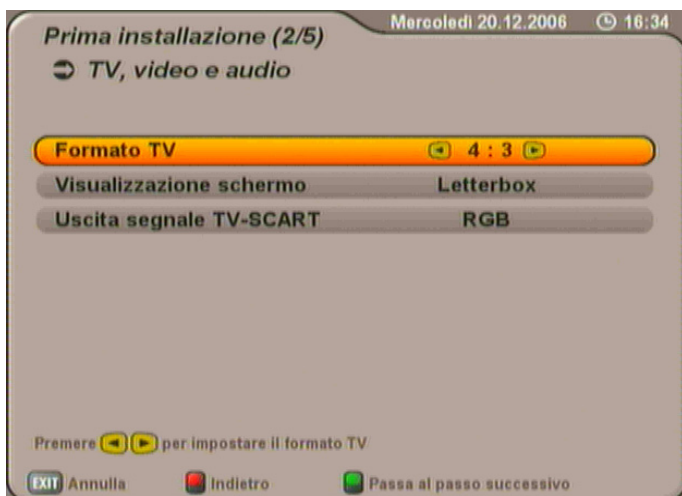 Prima installazione (2/5)
Mercoledì 20.12.2006 16:34
TV, video e audio
Formato TV 4 : 3
Visualizzazione schermo Letterbox
Uscita segnale TV-SCART RGB
Premere per impostare il formato TV
EXIT Annulla Indietro Passa al passo successivo